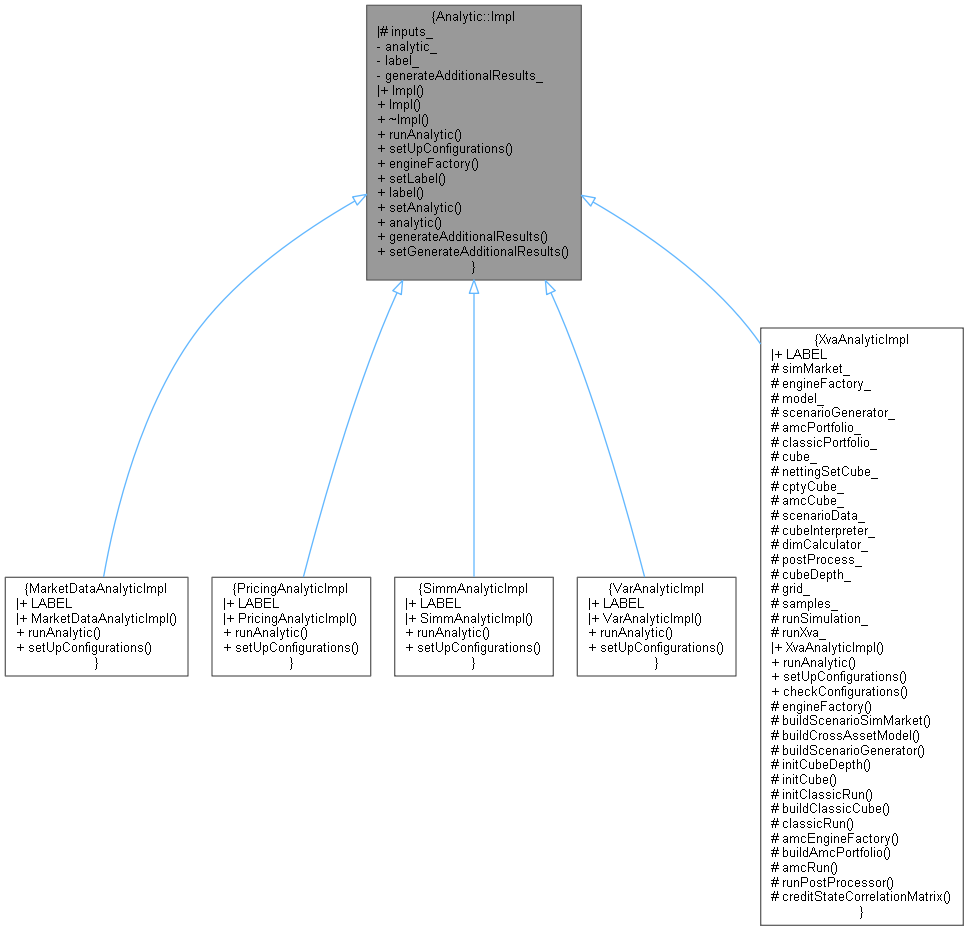 {Analytic::Impl
|# inputs_
- analytic_
- label_
- generateAdditionalResults_
|+ Impl()
+ Impl()
+ ~Impl()
+ runAnalytic()
+ setUpConfigurations()
+ engineFactory()
+ setLabel()
+ label()
+ setAnalytic()
+ analytic()
+ generateAdditionalResults()
+ setGenerateAdditionalResults()
}
{MarketDataAnalyticImpl
|+ LABEL
|+ MarketDataAnalyticImpl()
+ runAnalytic()
+ setUpConfigurations()
}
{PricingAnalyticImpl
|+ LABEL
|+ PricingAnalyticImpl()
+ runAnalytic()
+ setUpConfigurations()
}
{SimmAnalyticImpl
|+ LABEL
|+ SimmAnalyticImpl()
+ runAnalytic()
+ setUpConfigurations()
}
{VarAnalyticImpl
|+ LABEL
|+ VarAnalyticImpl()
+ runAnalytic()
+ setUpConfigurations()
}
{XvaAnalyticImpl
|+ LABEL
# simMarket_
# engineFactory_
# model_
# scenarioGenerator_
# amcPortfolio_
# classicPortfolio_
# cube_
# nettingSetCube_
# cptyCube_
# amcCube_
# scenarioData_
# cubeInterpreter_
# dimCalculator_
# postProcess_
# cubeDepth_
# grid_
# samples_
# runSimulation_
# runXva_
|+ XvaAnalyticImpl()
+ runAnalytic()
+ setUpConfigurations()
+ checkConfigurations()
# engineFactory()
# buildScenarioSimMarket()
# buildCrossAssetModel()
# buildScenarioGenerator()
# initCubeDepth()
# initCube()
# initClassicRun()
# buildClassicCube()
# classicRun()
# amcEngineFactory()
# buildAmcPortfolio()
# amcRun()
# runPostProcessor()
# creditStateCorrelationMatrix()
}